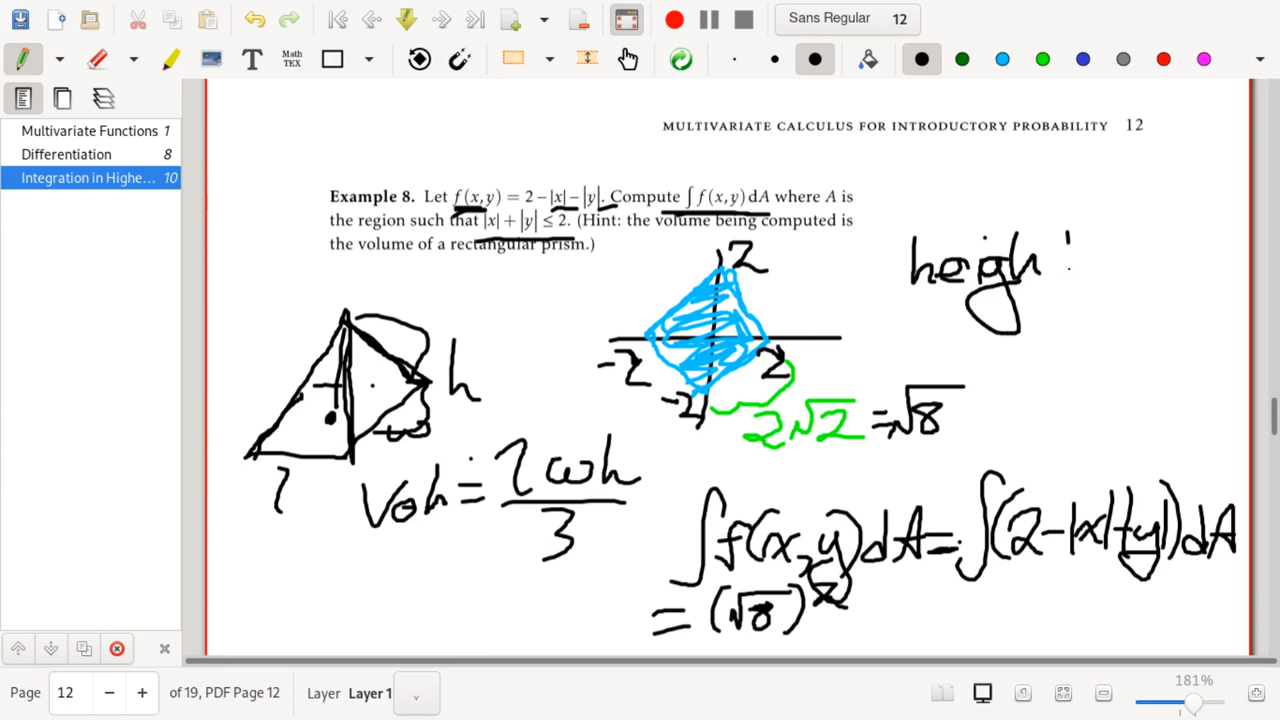 Sans Regular 12
Math
TEX
Multivariate Functions 1
Differentiation 8
Integration in Highe... 10
MULTIVARIATE CALCULUS FOR INTRODUCTORY PROBABILITY 12
Example 8. Let f(x,y) = 2 − |x| − |y|. Compute ∫ f(x,y) dA where A is
the region such that |x| + |y| ≤ 2. (Hint: the volume being computed is
the volume of a rectangular prism.)
heigh
2
-2
2
-2
2√2 = √8
h
w
l
Vol = lwh/3
∫f(x,y)dA = ∫(2-|x|-|y|)dA
= (√8)²
Page 12 of 19, PDF Page 12
Layer Layer 1
181%